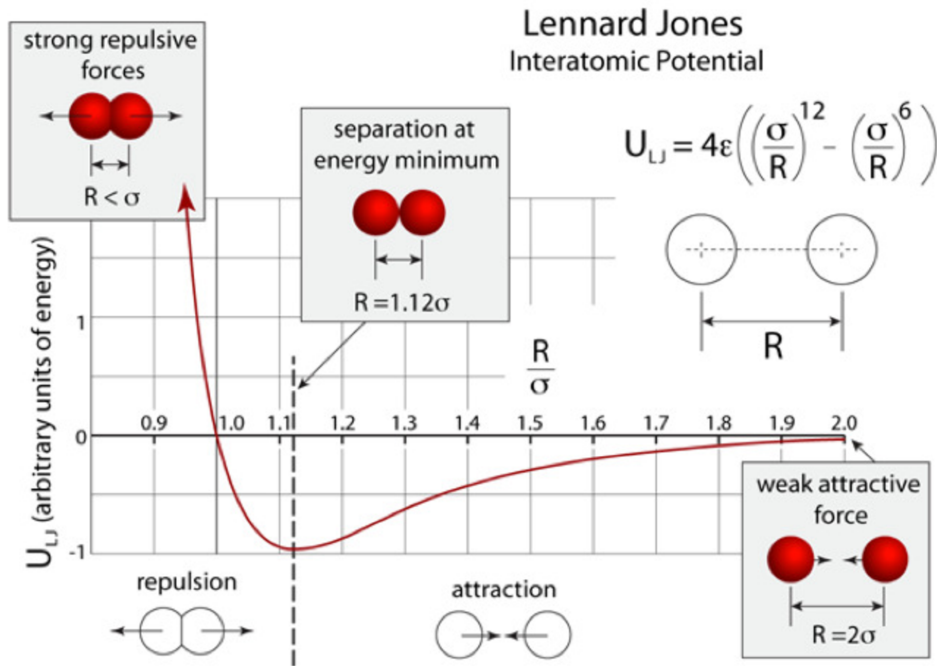 Lennard Jones
Interatomic Potential
strong repulsive
forces
R < σ
separation at
energy minimum
R =1.12σ
U_LJ = 4ε((σ/R)^12 − (σ/R)^6)
R
R/σ
U_LJ (arbitrary units of energy)
1
0
-1
0.9 1.0 1.1 1.2 1.3 1.4 1.5 1.6 1.7 1.8 1.9 2.0
weak attractive
force
R =2σ
repulsion
attraction